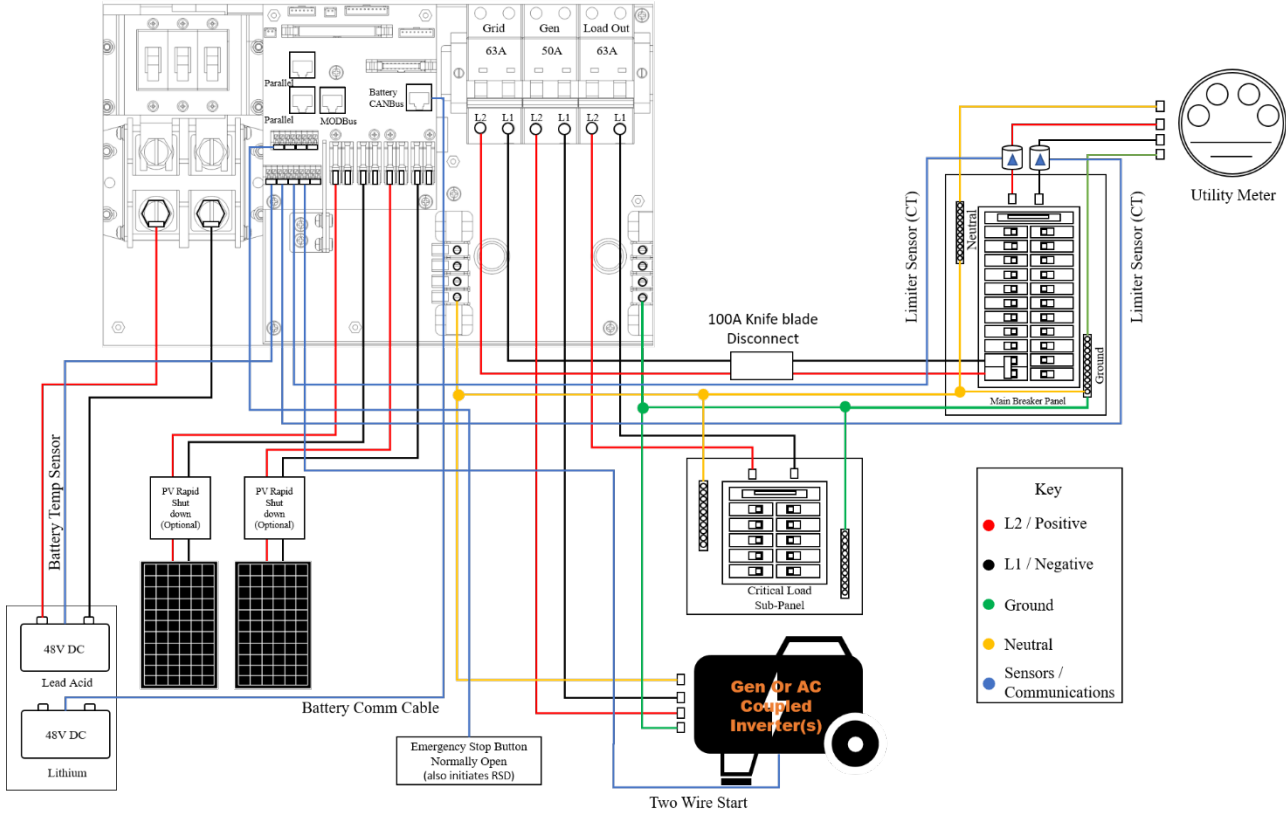 Grid
Gen
Load Out
63A
50A
63A
Parallel
Battery
CANBus
Parallel
MODBus
L2
L1
L2
L1
L2
L1
Utility Meter
Limiter Sensor (CT)
Neutral
Limiter Sensor (CT)
Ground
Main Breaker Panel
100A Knife blade
Disconnect
Battery Temp Sensor
PV Rapid
Shut
down
(Optional)
PV Rapid
Shut
down
(Optional)
Critical Load
Sub-Panel
Key
L2 / Positive
L1 / Negative
Ground
Neutral
Sensors /
Communications
48V DC
Lead Acid
48V DC
Lithium
Battery Comm Cable
Gen Or AC
Coupled
Inverter(s)
Emergency Stop Button
Normally Open
(also initiates RSD)
Two Wire Start